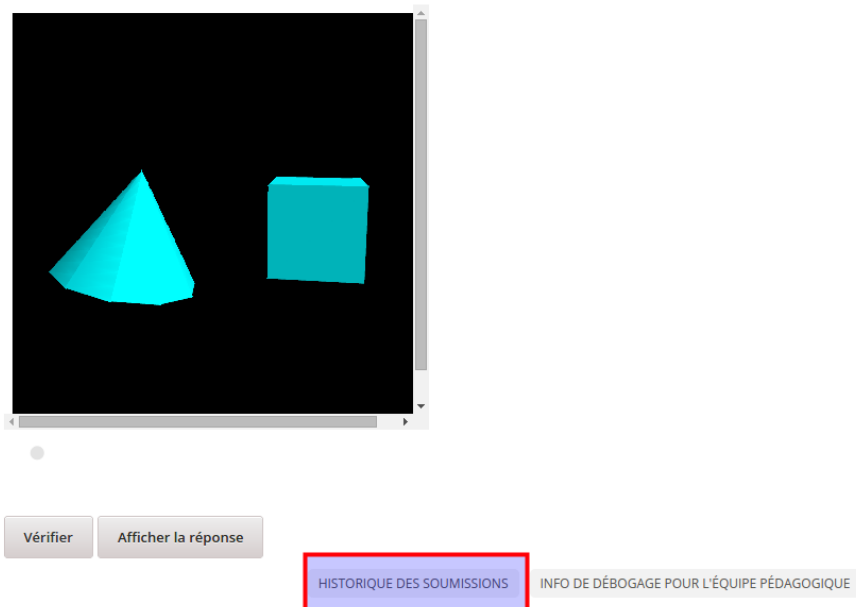 Vérifier
Afficher la réponse
HISTORIQUE DES SOUMISSIONS
INFO DE DÉBOGAGE POUR L'ÉQUIPE PÉDAGOGIQUE